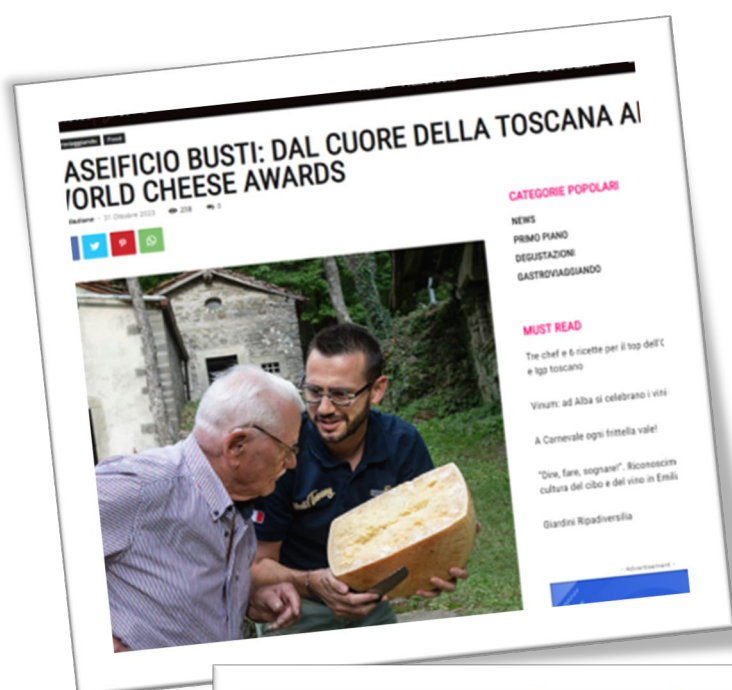 Food
ASEIFICIO BUSTI: DAL CUORE DELLA TOSCANA A
ORLD CHEESE AWARDS
- 31 Ottobre 2023 238 0
CATEGORIE POPOLARI
NEWS
PRIMO PIANO
DEGUSTAZIONI
GASTROVIAGGIANDO
MUST READ
Tre chef e 6 ricette per il top dell'
e Igp toscano
Vinum: ad Alba si celebrano i vini
A Carnevale ogni frittella vale!
"Dire, fare, sognare!". Riconoscim
cultura del cibo e del vino in Emili
Giardini Ripadiversilia
- Advertisement -